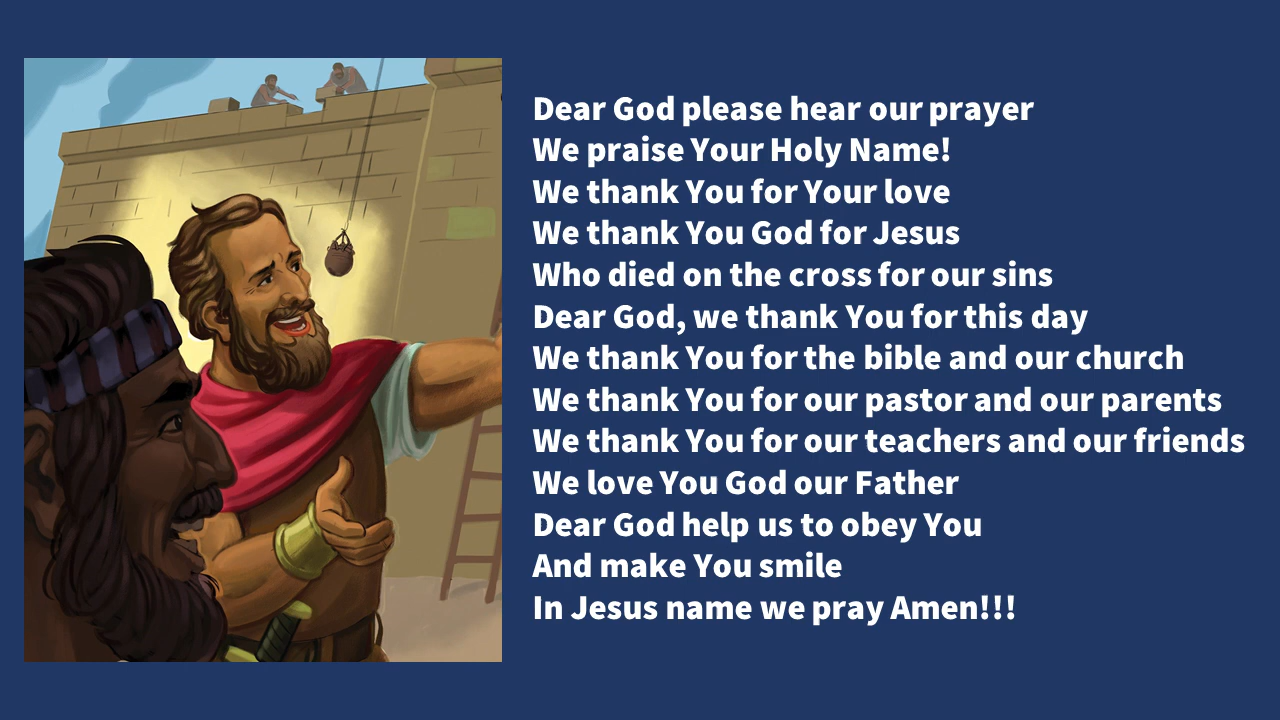 Dear God please hear our prayer
We praise Your Holy Name!
We thank You for Your love
We thank You God for Jesus
Who died on the cross for our sins
Dear God, we thank You for this day
We thank You for the bible and our church
We thank You for our pastor and our parents
We thank You for our teachers and our friends
We love You God our Father
Dear God help us to obey You
And make You smile
In Jesus name we pray Amen!!!